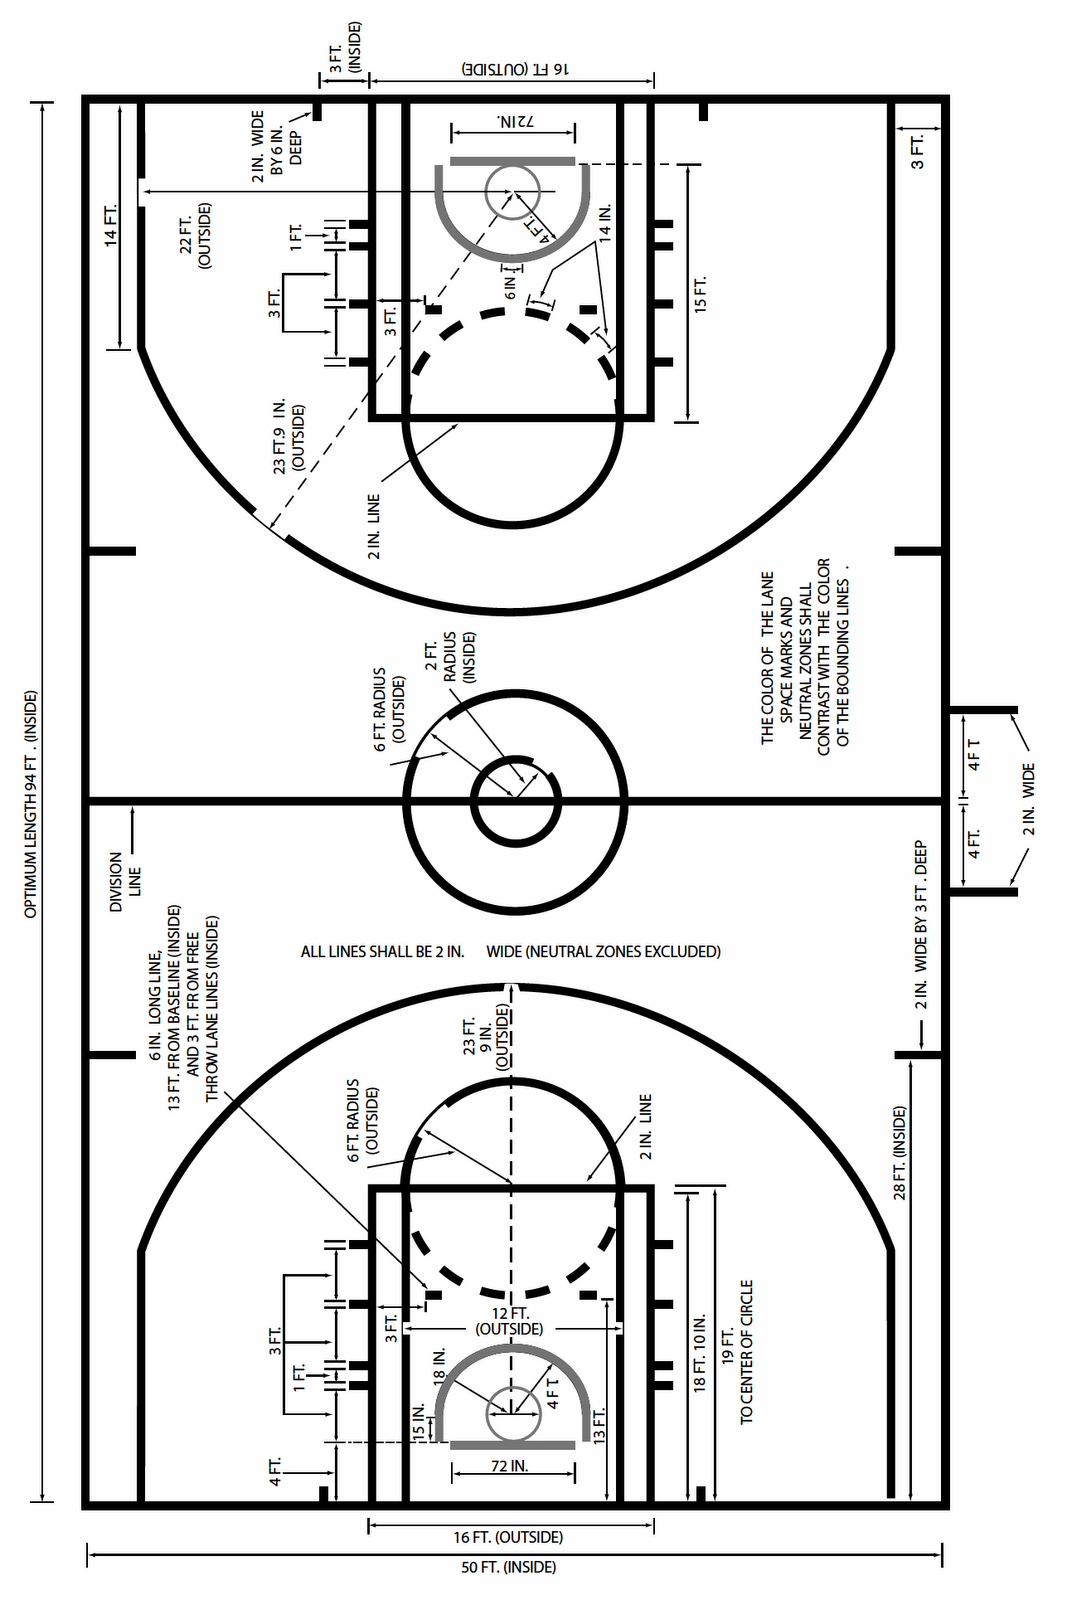 3 FT.
(INSIDE)
16 FT. (OUTSIDE)
2 IN. WIDE
BY 6 IN.
DEEP
72IN.
3 FT.
14 FT.
22 FT.
(OUTSIDE)
1 FT.
4 FT.
14 IN.
6 IN.
3 FT.
3 FT.
15 FT.
23 FT.9 IN.
(OUTSIDE)
2 IN. LINE
THE COLOR OF THE LANE
SPACE MARKS AND
NEUTRAL ZONES SHALL
CONTRAST WITH THE COLOR
OF THE BOUNDING LINES .
2 FT.
RADIUS
(INSIDE)
6 FT. RADIUS
(OUTSIDE)
OPTIMUM LENGTH 94 FT . (INSIDE)
4 FT
4 FT.
2 IN. WIDE
DIVISION
LINE
2 IN. WIDE BY 3 FT . DEEP
6 IN. LONG LINE,
13 FT. FROM BASELINE (INSIDE)
AND 3 FT. FROM FREE
THROW LANE LINES (INSIDE)
ALL LINES SHALL BE 2 IN. WIDE (NEUTRAL ZONES EXCLUDED)
23 FT.
9 IN.
(OUTSIDE)
6 FT. RADIUS
(OUTSIDE)
2 IN. LINE
28 FT. (INSIDE)
3 FT.
1 FT.
3 FT.
12 FT.
(OUTSIDE)
18 IN.
4 FT
15 IN.
13 FT.
18 FT. 10 IN.
19 FT.
TO CENTER OF CIRCLE
4 FT.
72 IN.
16 FT. (OUTSIDE)
50 FT. (INSIDE)